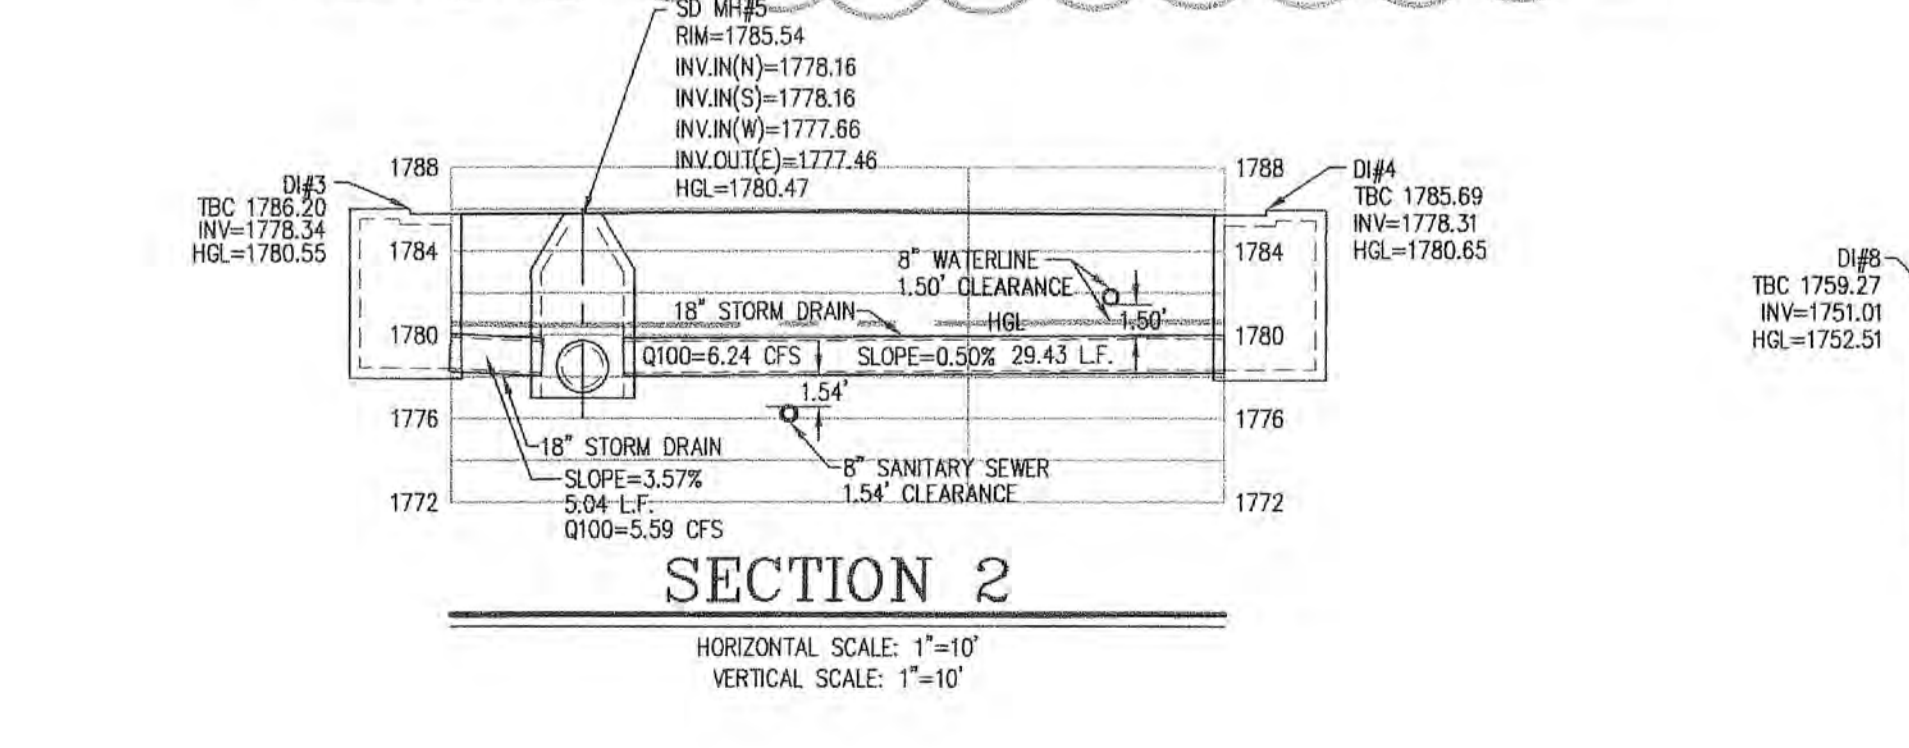 SD MH#5
RIM=1785.54
INV.IN(N)=1778.16
INV.IN(S)=1778.16
INV.IN(W)=1777.66
INV.OUT(E)=1777.46
HGL=1780.47
DI#3
TBC 1786.20
INV=1778.34
HGL=1780.55
1788
1784
1780
1776
1772
8" WATERLINE
1.50' CLEARANCE
18" STORM DRAIN
HGL
1.50'
Q100=6.24 CFS
SLOPE=0.50% 29.43 L.F.
1.54'
18" STORM DRAIN
SLOPE=3.57%
5.04 L.F.
Q100=5.59 CFS
8" SANITARY SEWER
1.54' CLEARANCE
1788
1784
1780
1776
1772
DI#4
TBC 1785.69
INV=1778.31
HGL=1780.65
DI#8
TBC 1759.27
INV=1751.01
HGL=1752.51
SECTION 2
HORIZONTAL SCALE: 1"=10'
VERTICAL SCALE: 1"=10'